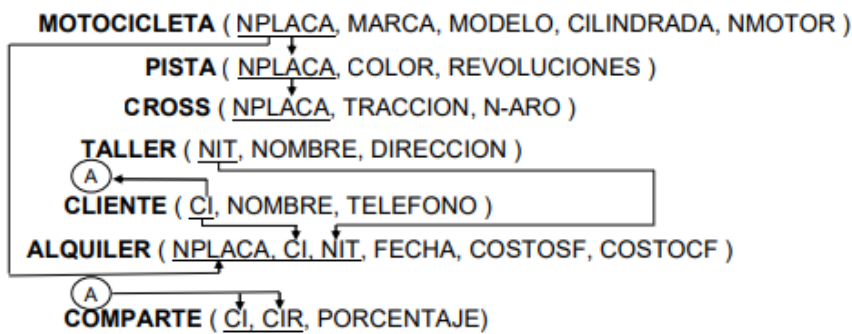 MOTOCICLETA ( NPLACA, MARCA, MODELO, CILINDRADA, NMOTOR )
PISTA ( NPLACA, COLOR, REVOLUCIONES )
CROSS ( NPLACA, TRACCION, N-ARO )
TALLER ( NIT, NOMBRE, DIRECCION )
A
CLIENTE ( CI, NOMBRE, TELEFONO )
ALQUILER ( NPLACA, CI, NIT, FECHA, COSTOSF, COSTOCF )
A
COMPARTE ( CI, CIR, PORCENTAJE)